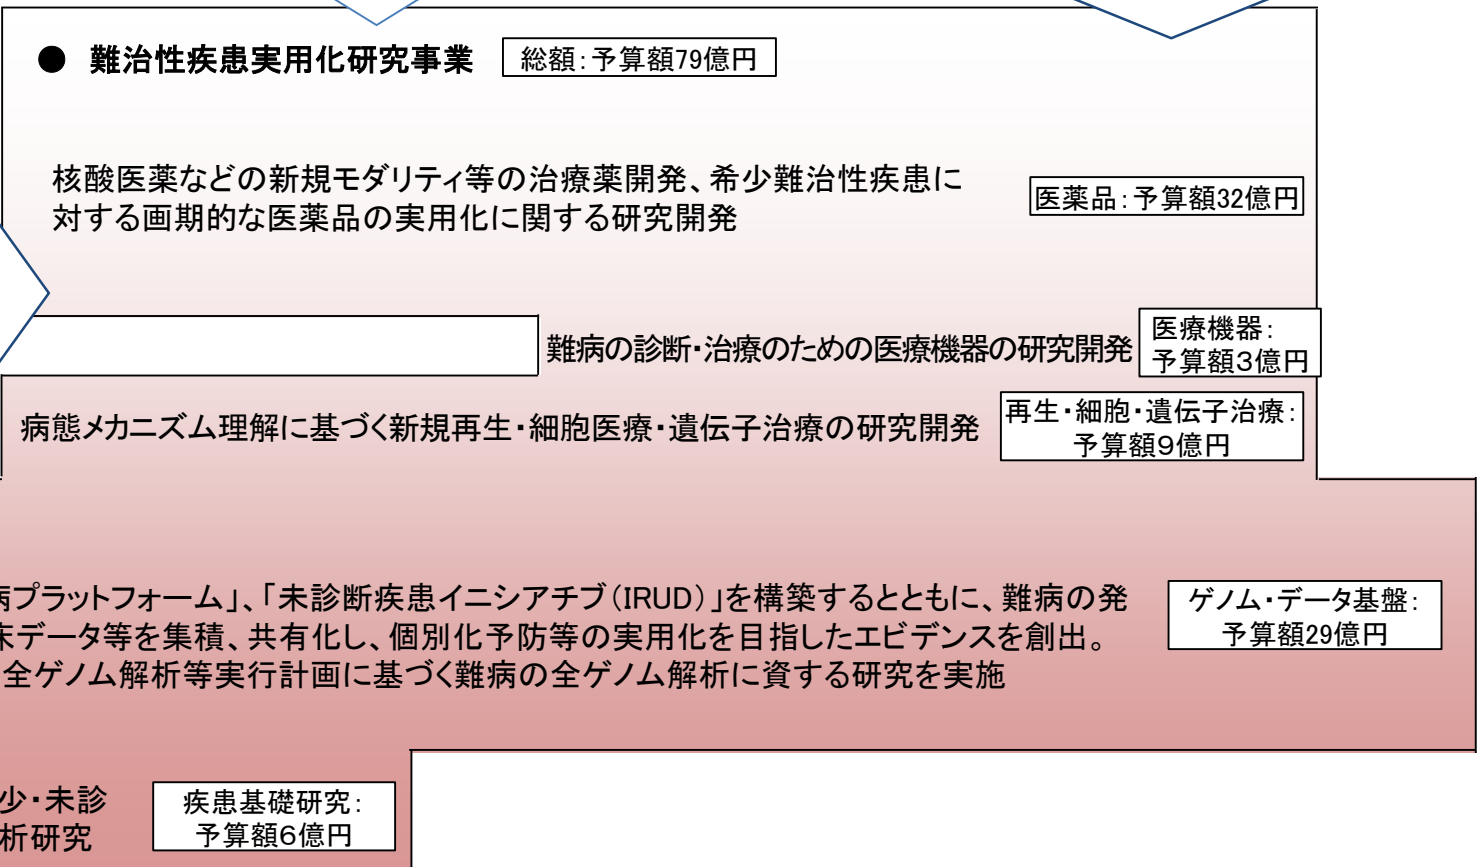 ● 難治性疾患実用化研究事業
総額：予算額79億円
核酸医薬などの新規モダリティ等の治療薬開発、希少難治性疾患に
対する画期的な医薬品の実用化に関する研究開発
医薬品：予算額32億円
難病の診断・治療のための医療機器の研究開発
医療機器：
予算額３億円
病態メカニズム理解に基づく新規再生・細胞医療・遺伝子治療の研究開発
再生・細胞・遺伝子治療：
予算額９億円
病プラットフォーム」、「未診断疾患イニシアチブ（IRUD）」を構築するとともに、難病の発
床データ等を集積、共有化し、個別化予防等の実用化を目指したエビデンスを創出。
全ゲノム解析等実行計画に基づく難病の全ゲノム解析に資する研究を実施
ゲノム・データ基盤：
予算額29億円
少・未診
析研究
疾患基礎研究：
予算額６億円